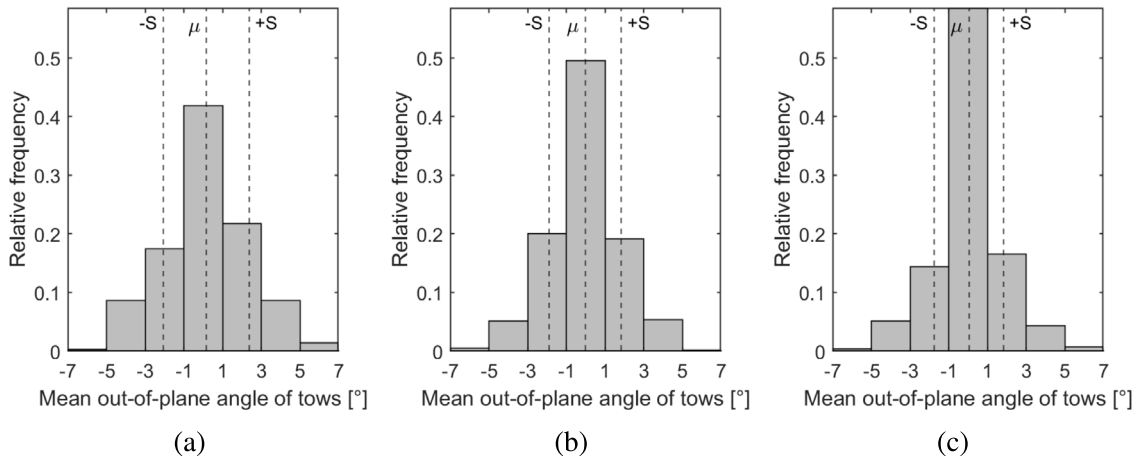 -S μ +S
0.5
0.4
0.3
0.2
0.1
0
Relative frequency
-7 -5 -3 -1 1 3 5 7
Mean out-of-plane angle of tows [°]
(a)
-S μ +S
0.5
0.4
0.3
0.2
0.1
0
Relative frequency
-7 -5 -3 -1 1 3 5 7
Mean out-of-plane angle of tows [°]
(b)
-S μ +S
0.5
0.4
0.3
0.2
0.1
0
Relative frequency
-7 -5 -3 -1 1 3 5 7
Mean out-of-plane angle of tows [°]
(c)